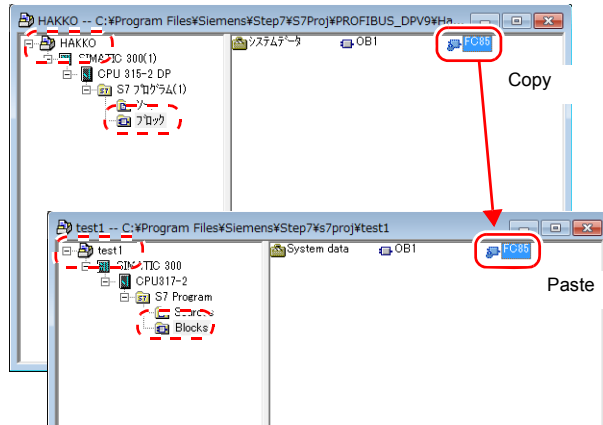 HAKKO -- C:¥Program Files¥Siemens¥Step7¥S7Proj¥PROFIBUS_DPV9¥Ha...
HAKKO
SIMATIC 300(1)
CPU 315-2 DP
S7 プログラム(1)
ブロック
システムデータ
OB1
FC85
Copy
test1 -- C:¥Program Files¥Siemens¥Step7¥s7proj¥test1
test1
SIMATIC 300
CPU317-2
S7 Program
Sources
Blocks
System data
OB1
FC85
Paste